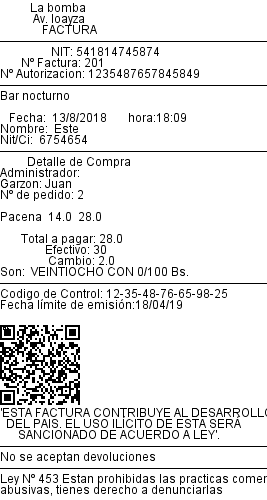 La bomba
Av. loayza
FACTURA
NIT: 541814745874
Nº Factura: 201
Nº Autorizacion: 1235487657845849
Bar nocturno
Fecha: 13/8/2018 hora:18:09
Nombre: Este
Nit/Ci: 6754654
Detalle de Compra
Administrador:
Garzon: Juan
Nº de pedido: 2
Pacena 14.0 28.0
Total a pagar: 28.0
Efectivo: 30
Cambio: 2.0
Son: VEINTIOCHO CON 0/100 Bs.
Codigo de Control: 12-35-48-76-65-98-25
Fecha límite de emisión:18/04/19
'ESTA FACTURA CONTRIBUYE AL DESARROLLO
DEL PAIS. EL USO ILICITO DE ESTA SERÁ
SANCIONADO DE ACUERDO A LEY'.
No se aceptan devoluciones
Ley Nº 453 Estan prohibidas las practicas comer
abusivas, tienes derecho a denunciarlas